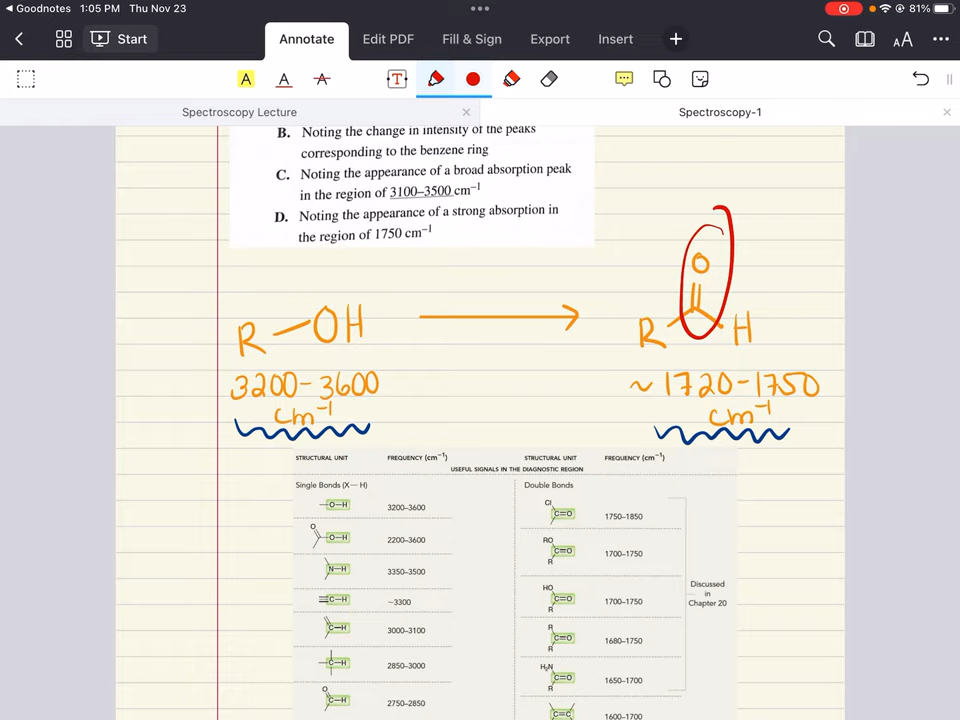 Goodnotes 1:05 PM Thu Nov 23 81%
Start Annotate Edit PDF Fill & Sign Export Insert
A A A T AA
Spectroscopy Lecture Spectroscopy-1
B. Noting the change in intensity of the peaks
corresponding to the benzene ring
C. Noting the appearance of a broad absorption peak
in the region of 3100–3500 cm⁻¹
D. Noting the appearance of a strong absorption in
the region of 1750 cm⁻¹
O
R OH R H
3200-3600 ~1720-1750
cm⁻¹ cm⁻¹
STRUCTURAL UNIT FREQUENCY (cm⁻¹) STRUCTURAL UNIT FREQUENCY (cm⁻¹)
USEFUL SIGNALS IN THE DIAGNOSTIC REGION
Single Bonds (X—H) Double Bonds
—O—H 3200–3600
Cl C=O 1750–1850
O O—H 2200–3600
RO C=O R 1700–1750
N—H 3350–3500
C—H ~3300
HO C=O R 1700–1750
Discussed
in
Chapter 20
C—H 3000–3100
R C=O R 1680–1750
C—H 2850–3000
H₂N C=O R 1650–1700
O C—H 2750–2850
C=C 1600–1700